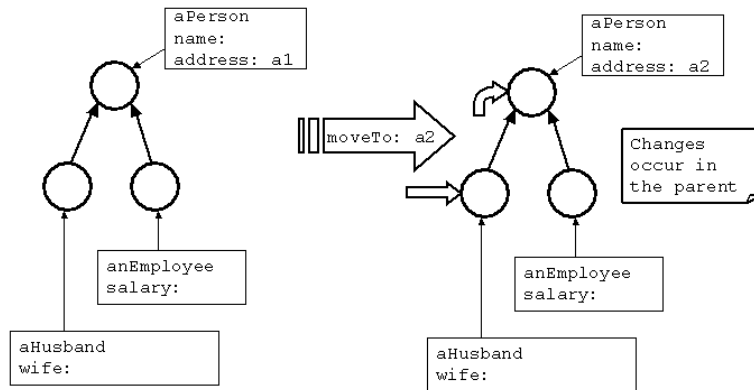 aPerson
name:
address: a1
anEmployee
salary:
aHusband
wife:
moveTo: a2
aPerson
name:
address: a2
Changes
occur in
the parent
anEmployee
salary:
aHusband
wife: